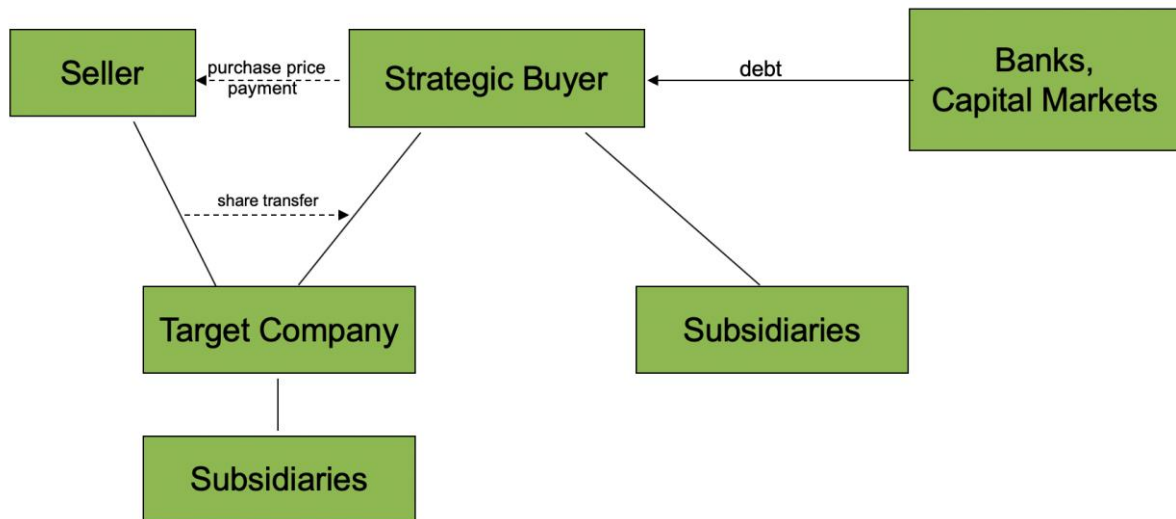 Seller
purchase price
payment
Strategic Buyer
debt
Banks,
Capital Markets
share transfer
Target Company
Subsidiaries
Subsidiaries